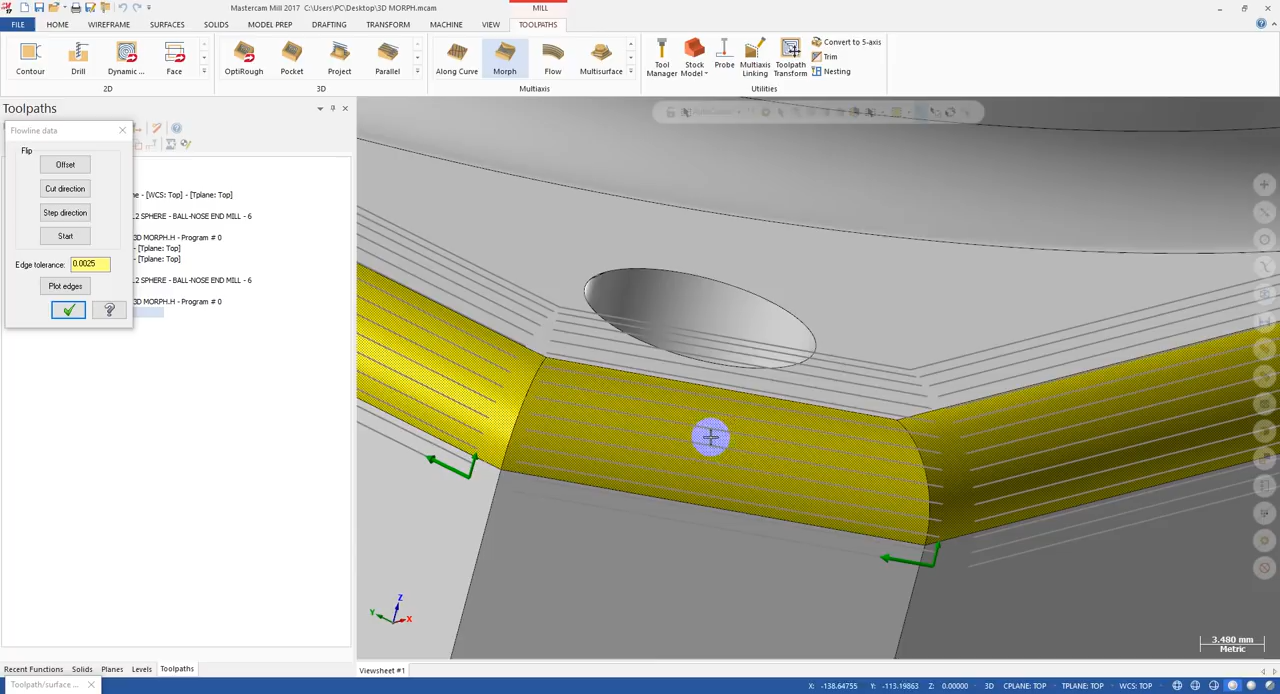 Mastercam Mill 2017  C:\Users\PC\Desktop\3D MORPH.mcam
MILL
FILE HOME WIREFRAME SURFACES SOLIDS MODEL PREP DRAFTING TRANSFORM MACHINE VIEW TOOLPATHS
Contour Drill Dynamic ... Face OptiRough Pocket Project Parallel Along Curve Morph Flow Multisurface Tool Manager Stock Model Probe Multiaxis Linking Toolpath Transform
Convert to 5-axis
Trim
Nesting
2D 3D Multiaxis Utilities
Toolpaths
Flowline data
Flip
Offset
Cut direction
Step direction
Start
Edge tolerance: 0.0025
Plot edges
?
ne - [WCS: Top] - [Tplane: Top]
L2 SPHERE - BALL-NOSE END MILL - 6
3D MORPH.H - Program # 0
- [Tplane: Top]
- [Tplane: Top]
L2 SPHERE - BALL-NOSE END MILL - 6
3D MORPH.H - Program # 0
Z
Y
X
3.480 mm
Metric
Recent Functions Solids Planes Levels Toolpaths
Viewsheet #1
Toolpath/surface ...
X: -138.64755 Y: -113.19863 Z: 0.00000 3D CPLANE: TOP TPLANE: TOP WCS: TOP